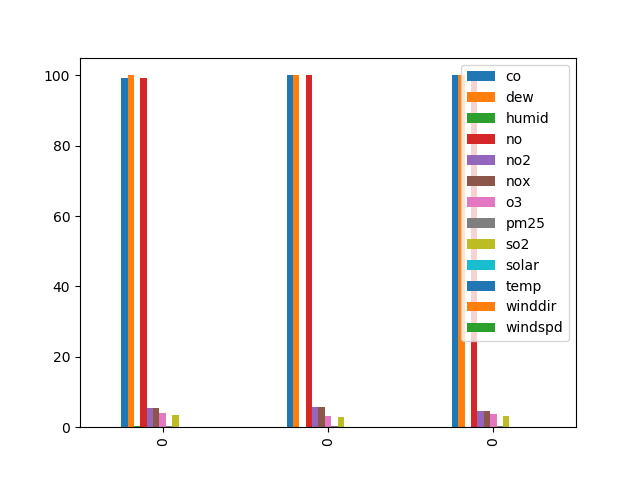 100
80
60
40
20
0
0
0
0
co
dew
humid
no
no2
nox
o3
pm25
so2
solar
temp
winddir
windspd